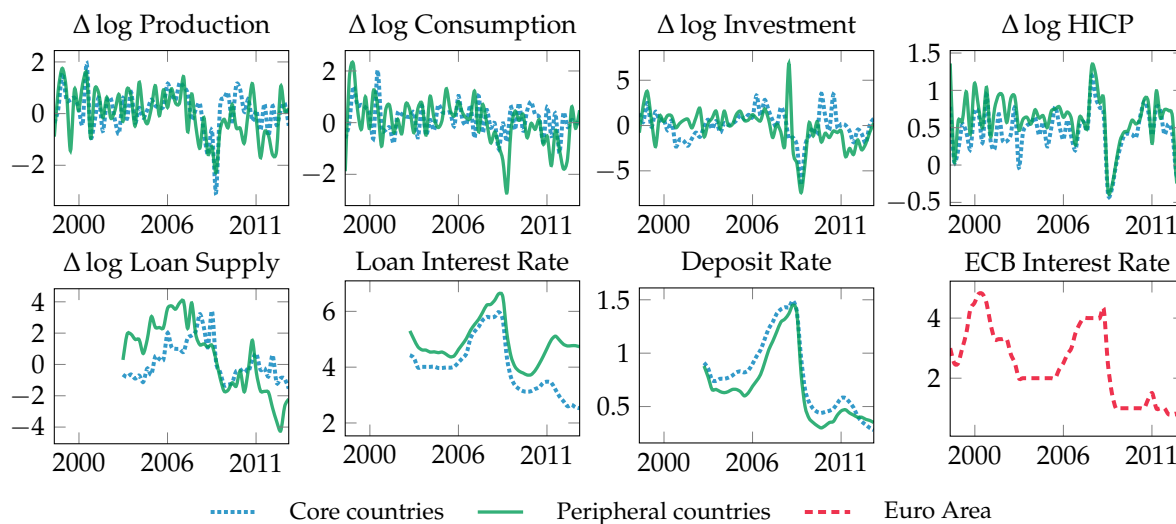 Δ log Production
Δ log Consumption
Δ log Investment
Δ log HICP
2
0
−2
2000 2006 2011
2
0
−2
2000 2006 2011
5
0
−5
2000 2006 2011
1.5
1
0.5
0
−0.5
2000 2006 2011
Δ log Loan Supply
Loan Interest Rate
Deposit Rate
ECB Interest Rate
4
2
0
−2
−4
2000 2006 2011
6
4
2
2000 2006 2011
1.5
1
0.5
2000 2006 2011
4
2
2000 2006 2011
Core countries Peripheral countries Euro Area